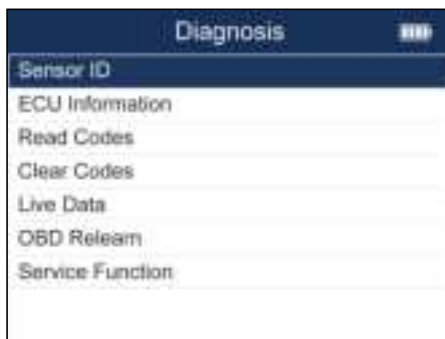 Diagnosis
Sensor ID
ECU Information
Read Codes
Clear Codes
Live Data
OBD Relearn
Service Function